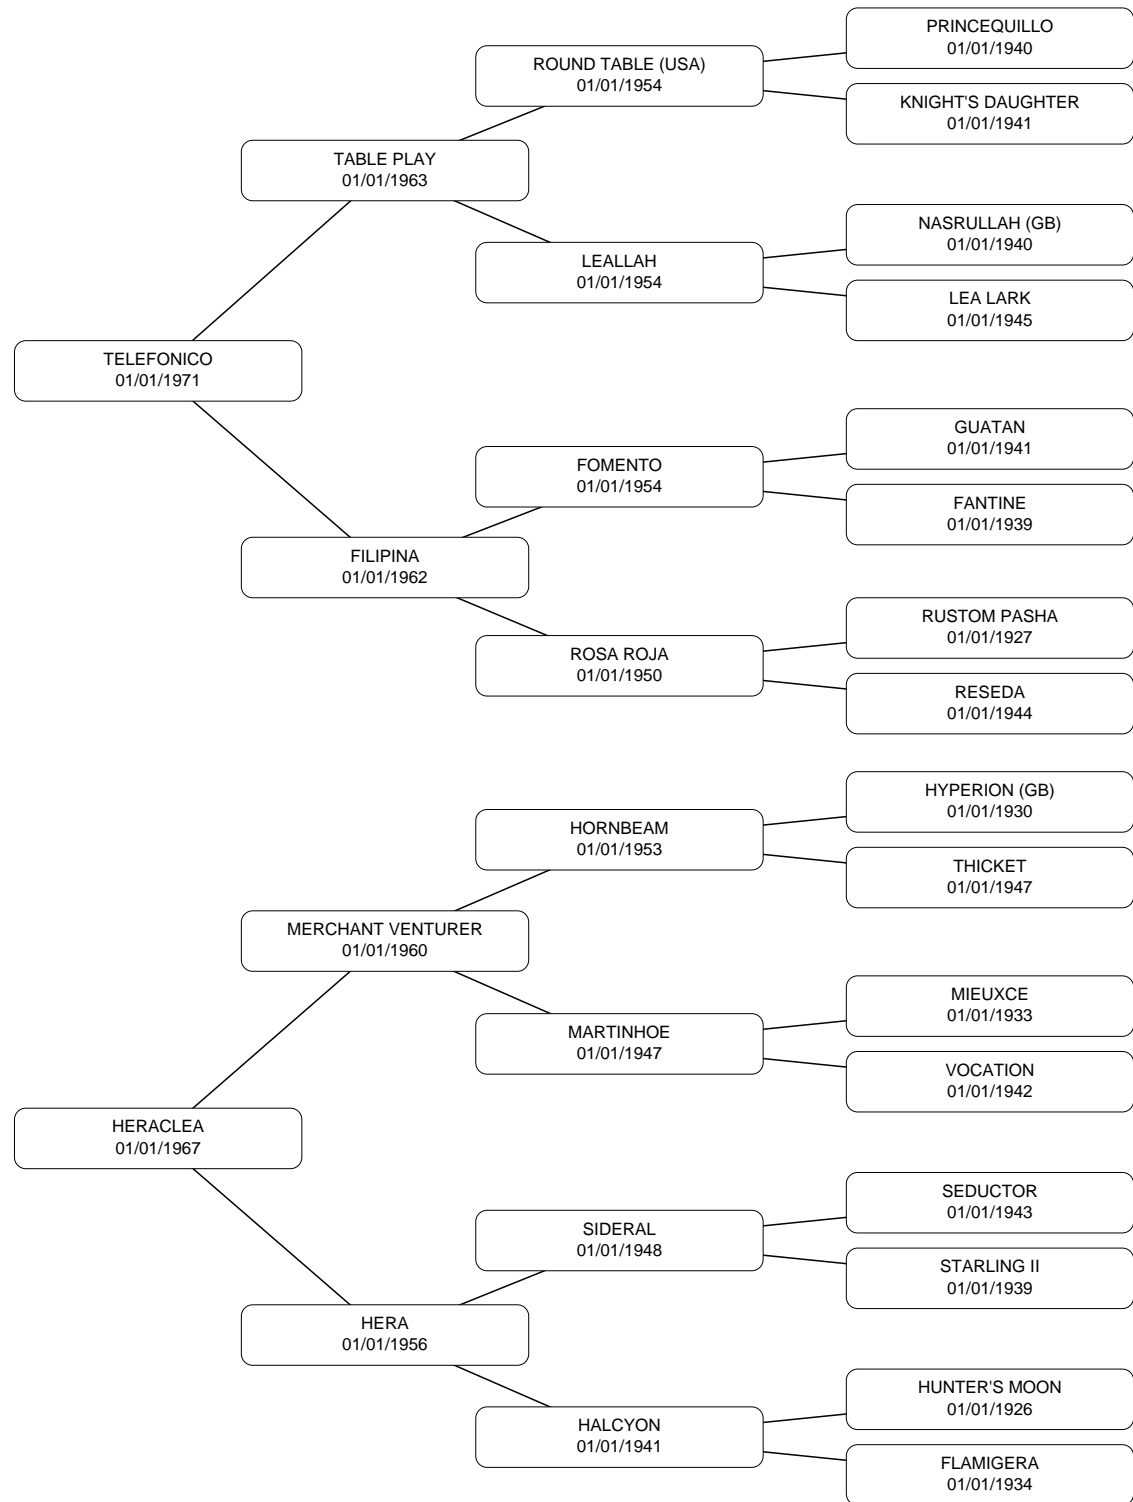 PRINCEQUILLO
01/01/1940
ROUND TABLE (USA)
01/01/1954
KNIGHT'S DAUGHTER
01/01/1941
TABLE PLAY
01/01/1963
NASRULLAH (GB)
01/01/1940
LEALLAH
01/01/1954
LEA LARK
01/01/1945
TELEFONICO
01/01/1971
GUATAN
01/01/1941
FOMENTO
01/01/1954
FANTINE
01/01/1939
FILIPINA
01/01/1962
RUSTOM PASHA
01/01/1927
ROSA ROJA
01/01/1950
RESEDA
01/01/1944
HYPERION (GB)
01/01/1930
HORNBEAM
01/01/1953
THICKET
01/01/1947
MERCHANT VENTURER
01/01/1960
MIEUXCE
01/01/1933
MARTINHOE
01/01/1947
VOCATION
01/01/1942
HERACLEA
01/01/1967
SEDUCTOR
01/01/1943
SIDERAL
01/01/1948
STARLING II
01/01/1939
HERA
01/01/1956
HUNTER'S MOON
01/01/1926
HALCYON
01/01/1941
FLAMIGERA
01/01/1934